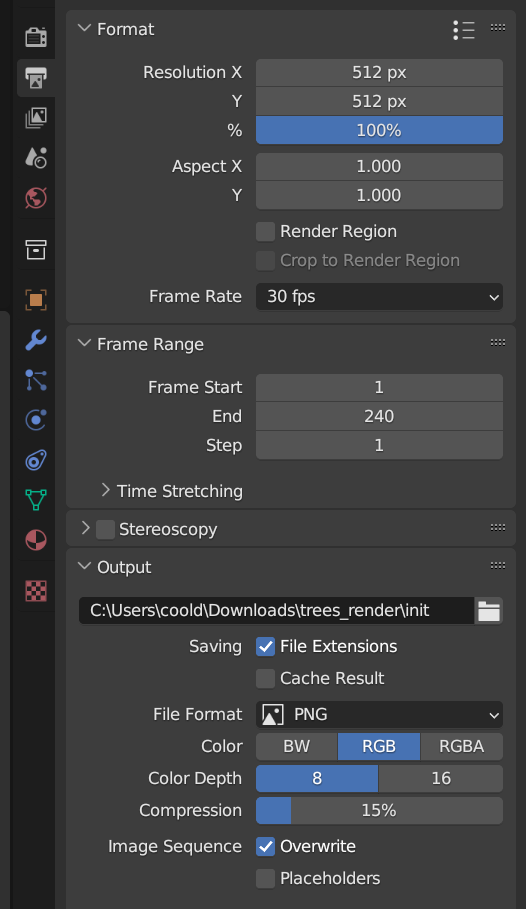 Format
Resolution X 512 px
Y 512 px
% 100%
Aspect X 1.000
Y 1.000
Render Region
Crop to Render Region
Frame Rate 30 fps
Frame Range
Frame Start 1
End 240
Step 1
Time Stretching
Stereoscopy
Output
C:\Users\coold\Downloads\trees_render\init
Saving File Extensions
Cache Result
File Format PNG
Color BW RGB RGBA
Color Depth 8 16
Compression 15%
Image Sequence Overwrite
Placeholders